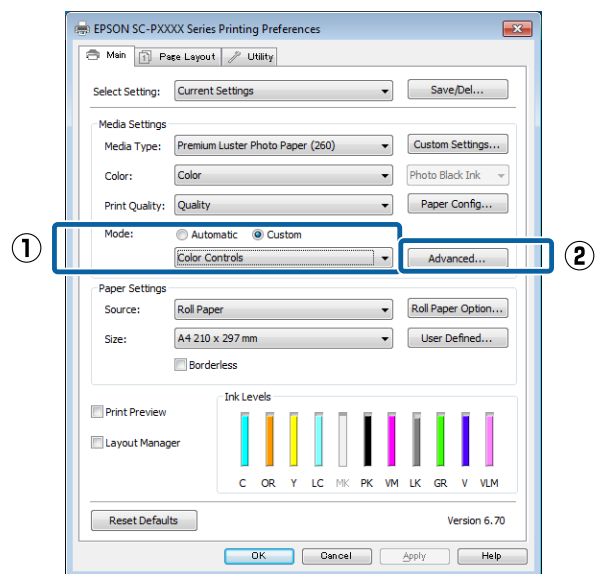 EPSON SC-PXXXX Series Printing Preferences
Main Page Layout Utility
Select Setting: Current Settings Save/Del...
Media Settings
Media Type: Premium Luster Photo Paper (260) Custom Settings...
Color: Color Photo Black Ink
Print Quality: Quality Paper Config...
① Mode: Automatic Custom
Color Controls Advanced... ②
Paper Settings
Source: Roll Paper Roll Paper Option...
Size: A4 210 x 297 mm User Defined...
Borderless
Ink Levels
Print Preview
Layout Manager
C OR Y LC MK PK VM LK GR V VLM
Reset Defaults Version 6.70
OK Cancel Apply Help